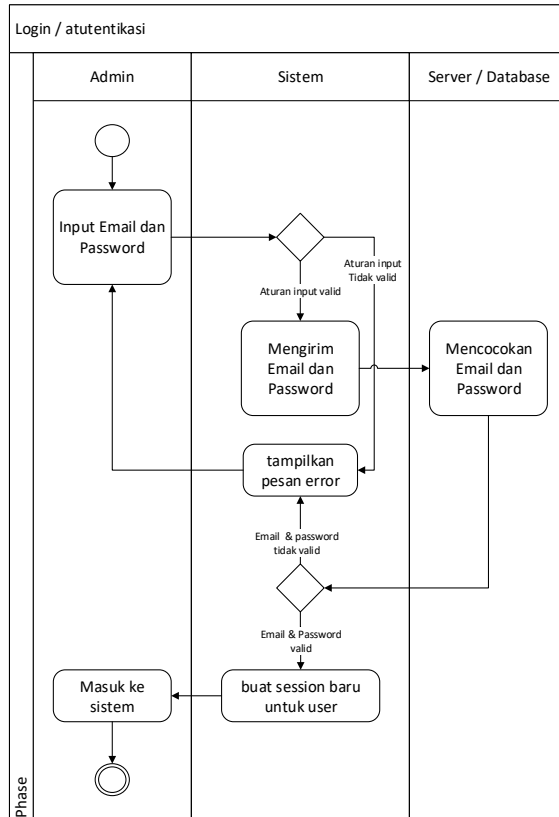 Login / atutentikasi
Admin
Sistem
Server / Database
Input Email dan
Password
Aturan input
Tidak valid
Aturan input valid
Mengirim
Email dan
Password
Mencocokan
Email dan
Password
tampilkan
pesan error
Email & password
tidak valid
Email & Password
valid
Masuk ke
sistem
buat session baru
untuk user
Phase